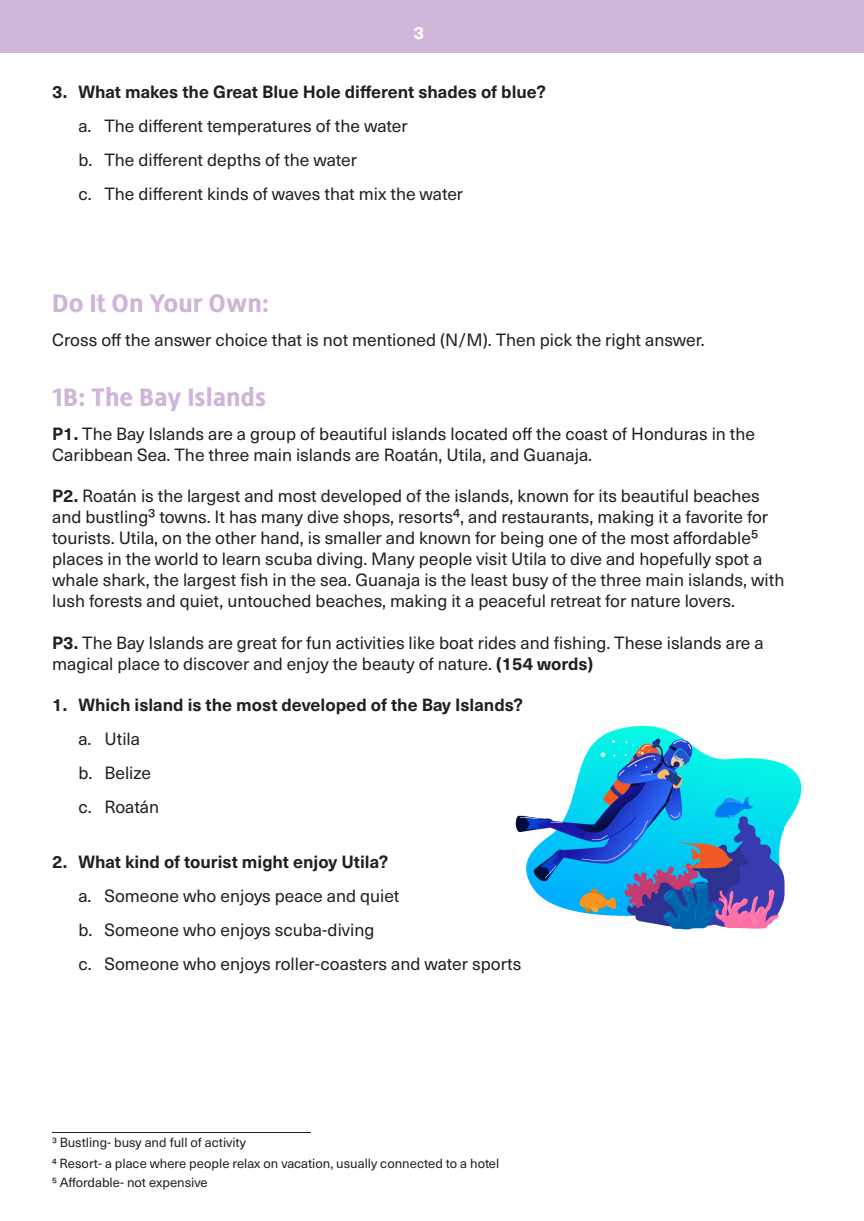 3
3. What makes the Great Blue Hole different shades of blue?
a. The different temperatures of the water
b. The different depths of the water
c. The different kinds of waves that mix the water
Do It On Your Own:
Cross off the answer choice that is not mentioned (N/M). Then pick the right answer.
1B: The Bay Islands
P1. The Bay Islands are a group of beautiful islands located off the coast of Honduras in the
Caribbean Sea. The three main islands are Roatán, Utila, and Guanaja.
P2. Roatán is the largest and most developed of the islands, known for its beautiful beaches
and bustling³ towns. It has many dive shops, resorts⁴, and restaurants, making it a favorite for
tourists. Utila, on the other hand, is smaller and known for being one of the most affordable⁵
places in the world to learn scuba diving. Many people visit Utila to dive and hopefully spot a
whale shark, the largest fish in the sea. Guanaja is the least busy of the three main islands, with
lush forests and quiet, untouched beaches, making it a peaceful retreat for nature lovers.
P3. The Bay Islands are great for fun activities like boat rides and fishing. These islands are a
magical place to discover and enjoy the beauty of nature. (154 words)
1. Which island is the most developed of the Bay Islands?
a. Utila
b. Belize
c. Roatán
2. What kind of tourist might enjoy Utila?
a. Someone who enjoys peace and quiet
b. Someone who enjoys scuba-diving
c. Someone who enjoys roller-coasters and water sports
³ Bustling- busy and full of activity
⁴ Resort- a place where people relax on vacation, usually connected to a hotel
⁵ Affordable- not expensive